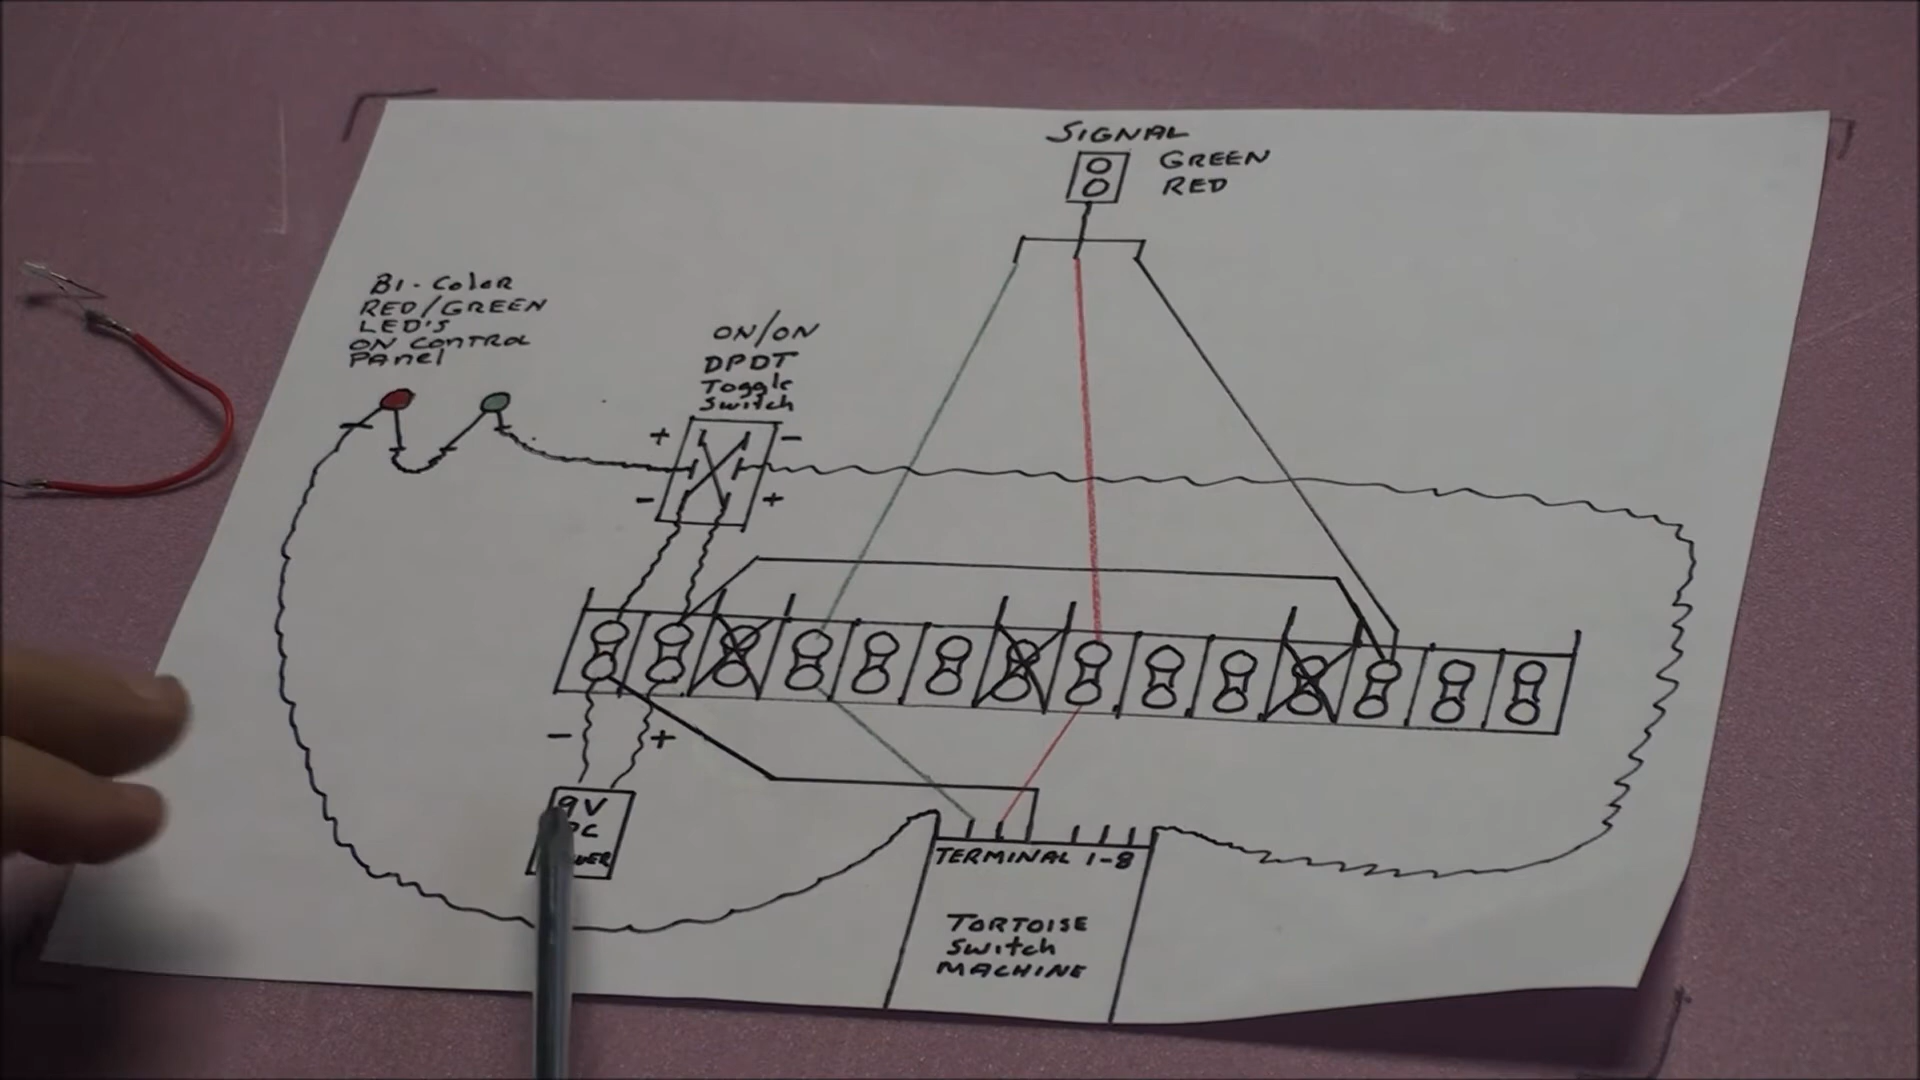 SIGNAL
GREEN
RED
BI-Color
RED/GREEN
LED'S
ON CONTROL
PANEL
ON/ON
DPDT
Toggle
Switch
+ -
- +
- +
9V
TERMINAL 1-8
TORTOISE
Switch
MACHINE